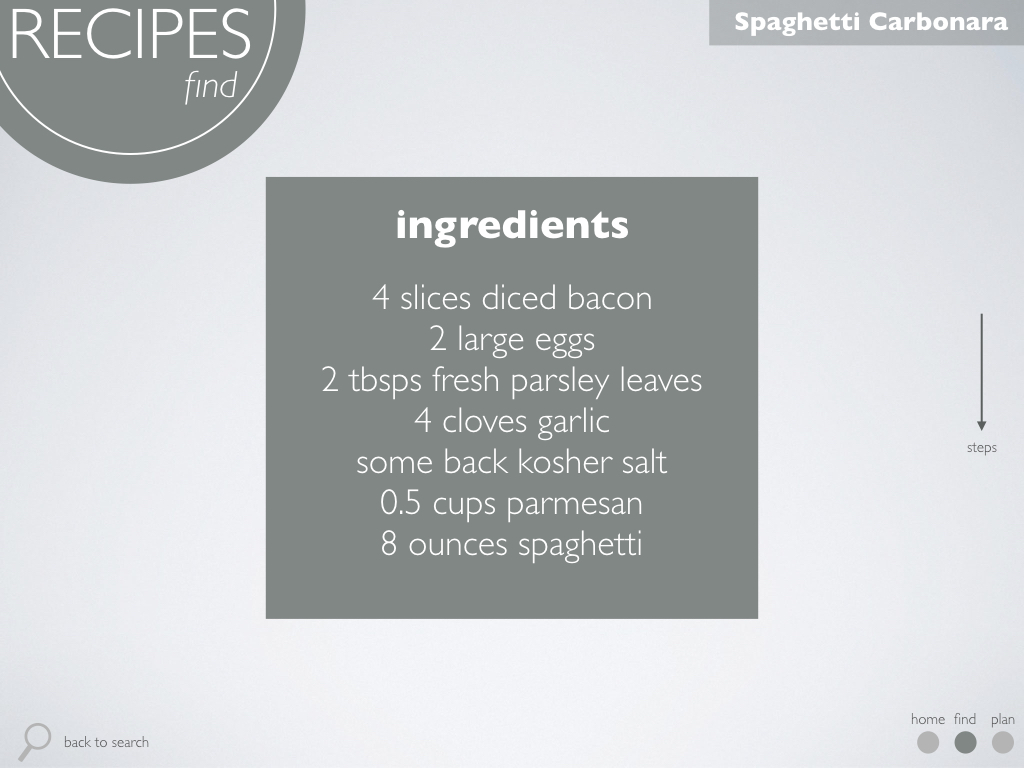 RECIPES
find
Spaghetti Carbonara
ingredients
4 slices diced bacon
2 large eggs
2 tbsps fresh parsley leaves
4 cloves garlic
some back kosher salt
0.5 cups parmesan
8 ounces spaghetti
steps
back to search
home find plan